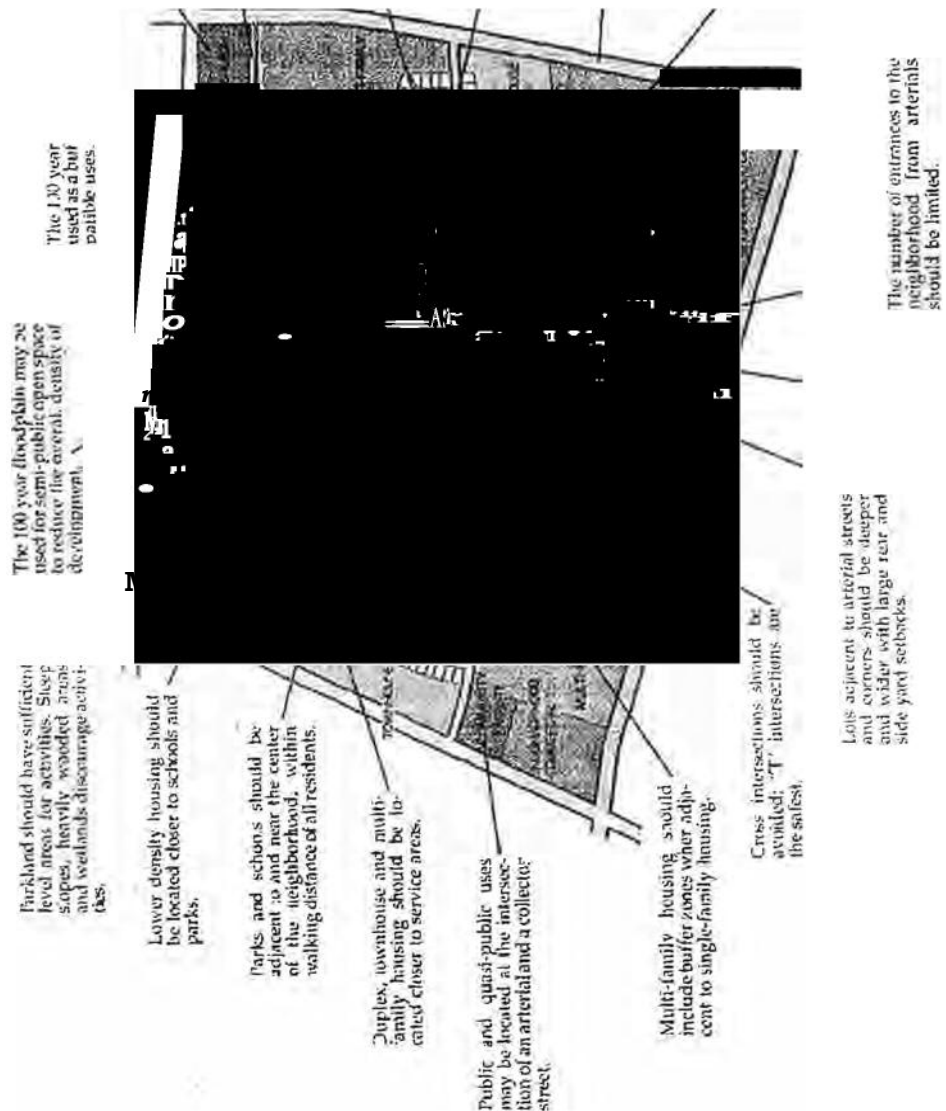 The 100 year
used as a buf
patible uses.
The 100 year floodplain may be
used for semi-public open space
to reduce the overall density of
development.
Parkland should have sufficient
level areas for activities. Steep
slopes, heavily wooded areas
and wetlands discourage activi-
ties.
Lower density housing should
be located closer to schools and
parks.
Parks and schools should be
adjacent to and near the center
of the neighborhood, within
walking distance of all residents.
Duplex, townhouse and multi-
family housing should be lo-
cated closer to service areas.
Public and quasi-public uses
may be located at the intersec-
tion of an arterial and a collector
street.
Multi-family housing should
include buffer zones when adja-
cent to single-family housing.
Cross intersections should be
avoided; "T" intersections are
the safest.
Lots adjacent to arterial streets
and corners should be deeper
and wider with large rear and
side yard setbacks.
The number of entrances to the
neighborhood from arterials
should be limited.